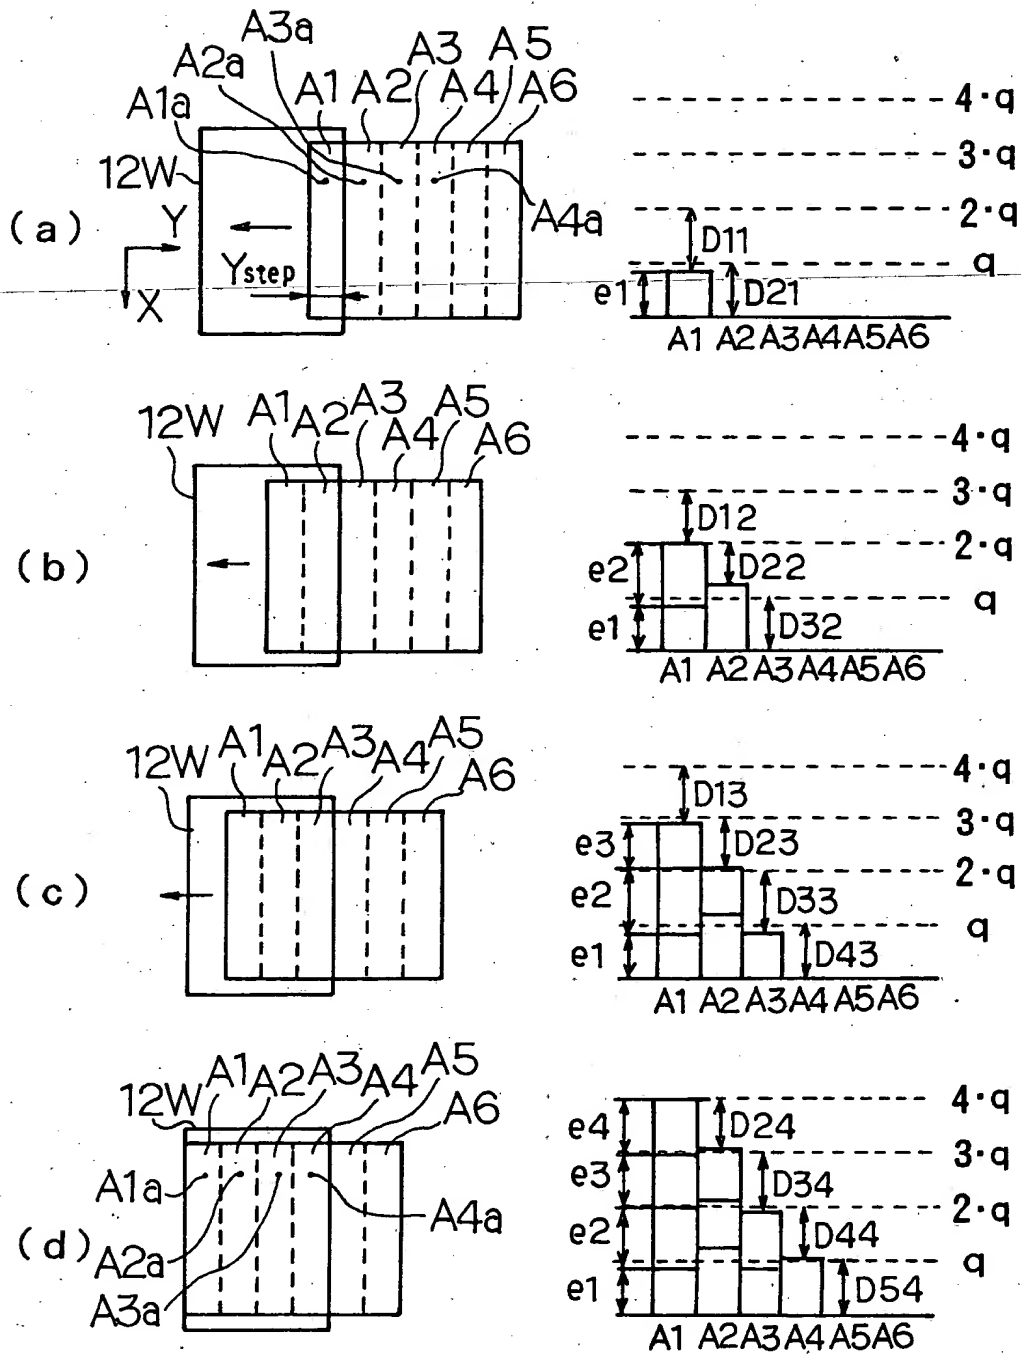 A3a
A2a A1 A2 A3 A4 A5 A6
A1a
12W
(a)
Y
X
Ystep
A4a
4·q
3·q
2·q
q
D11
e1
D21
A1 A2 A3 A4 A5 A6
(b)
12W
A1 A2 A3 A4 A5 A6
4·q
3·q
D12
2·q
e2
D22
q
e1
D32
A1 A2 A3 A4 A5 A6
(c)
12W
A1 A2 A3 A4 A5 A6
4·q
D13
3·q
e3
D23
2·q
e2
D33
q
e1
D43
A1 A2 A3 A4 A5 A6
(d)
12W
A1 A2 A3 A4 A5 A6
A1a
A2a
A3a
A4a
4·q
e4
D24
3·q
e3
D34
2·q
e2
D44
q
e1
D54
A1 A2 A3 A4 A5 A6